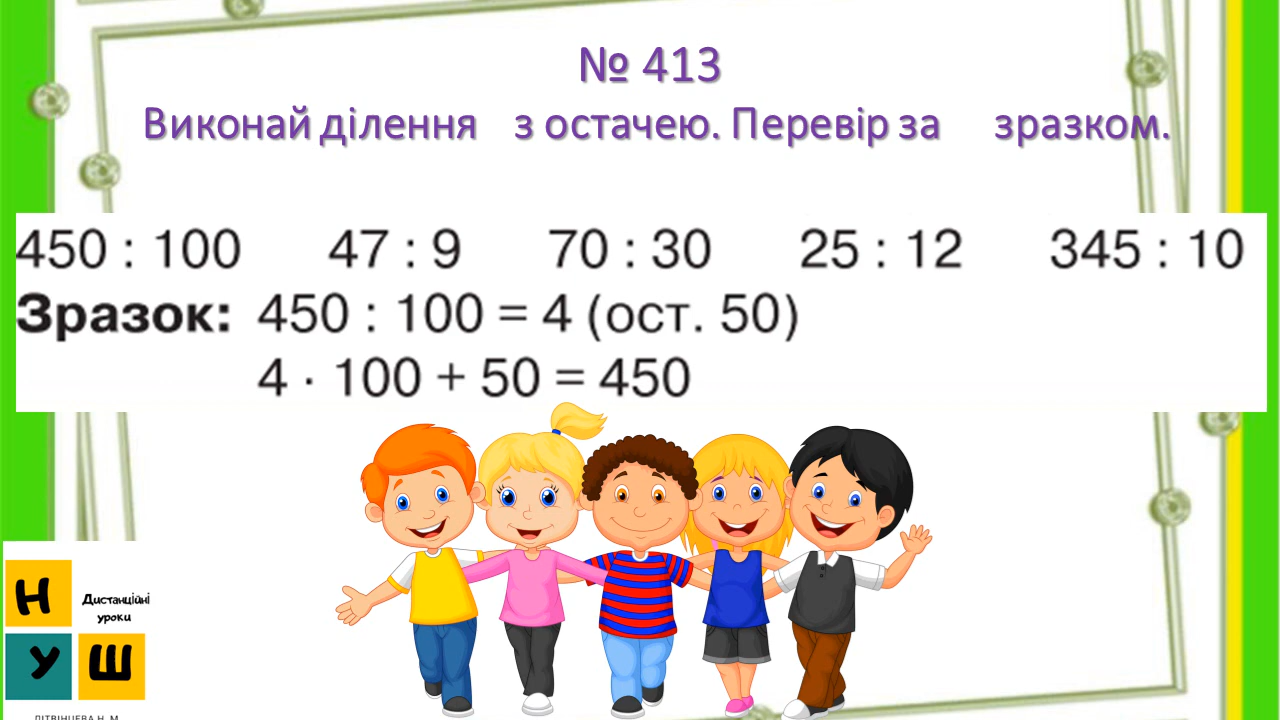 № 413
Виконай ділення з остачею. Перевір за зразком.
450 : 100 47 : 9 70 : 30 25 : 12 345 : 10
Зразок: 450 : 100 = 4 (ост. 50)
4 · 100 + 50 = 450
Н
Дистанційні
уроки
У Ш
ЛІТВІНЦЕВА Н. М.